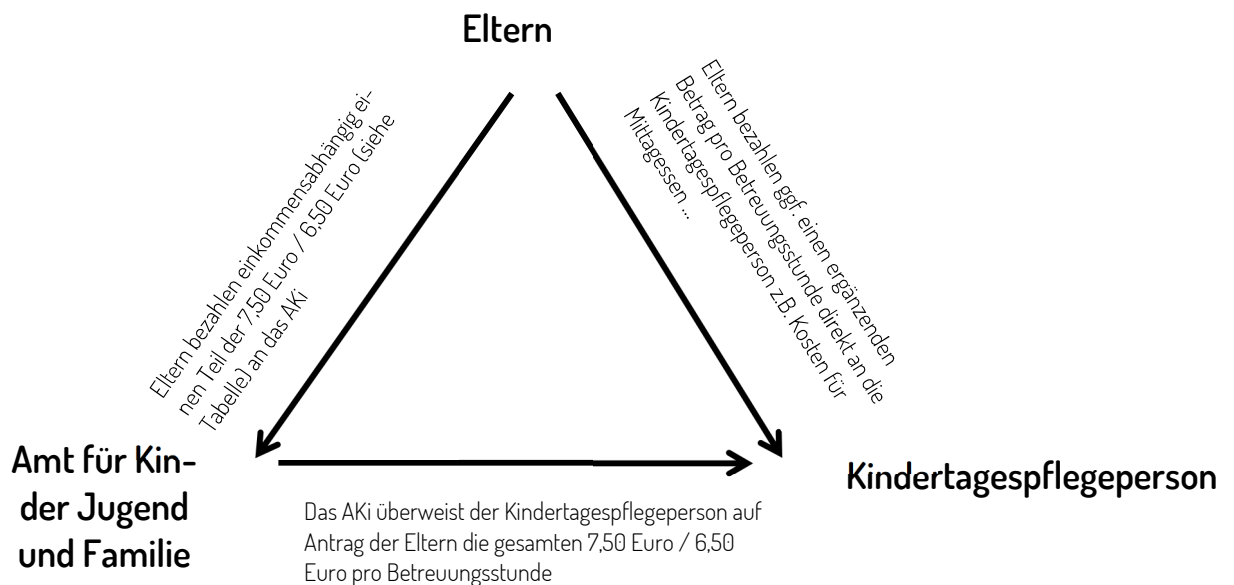 Eltern
Eltern bezahlen einkommensabhängig ei-
nen Teil der 7,50 Euro / 6,50 Euro (siehe
Tabelle) an das AKi
Eltern bezahlen ggf. einen ergänzenden
Betrag pro Betreuungsstunde direkt an die
Kindertagespflegeperson z.B. Kosten für
Mittagessen ...
Amt für Kin-
der Jugend
und Familie
Kindertagespflegeperson
Das AKi überweist der Kindertagespflegeperson auf
Antrag der Eltern die gesamten 7,50 Euro / 6,50
Euro pro Betreuungsstunde